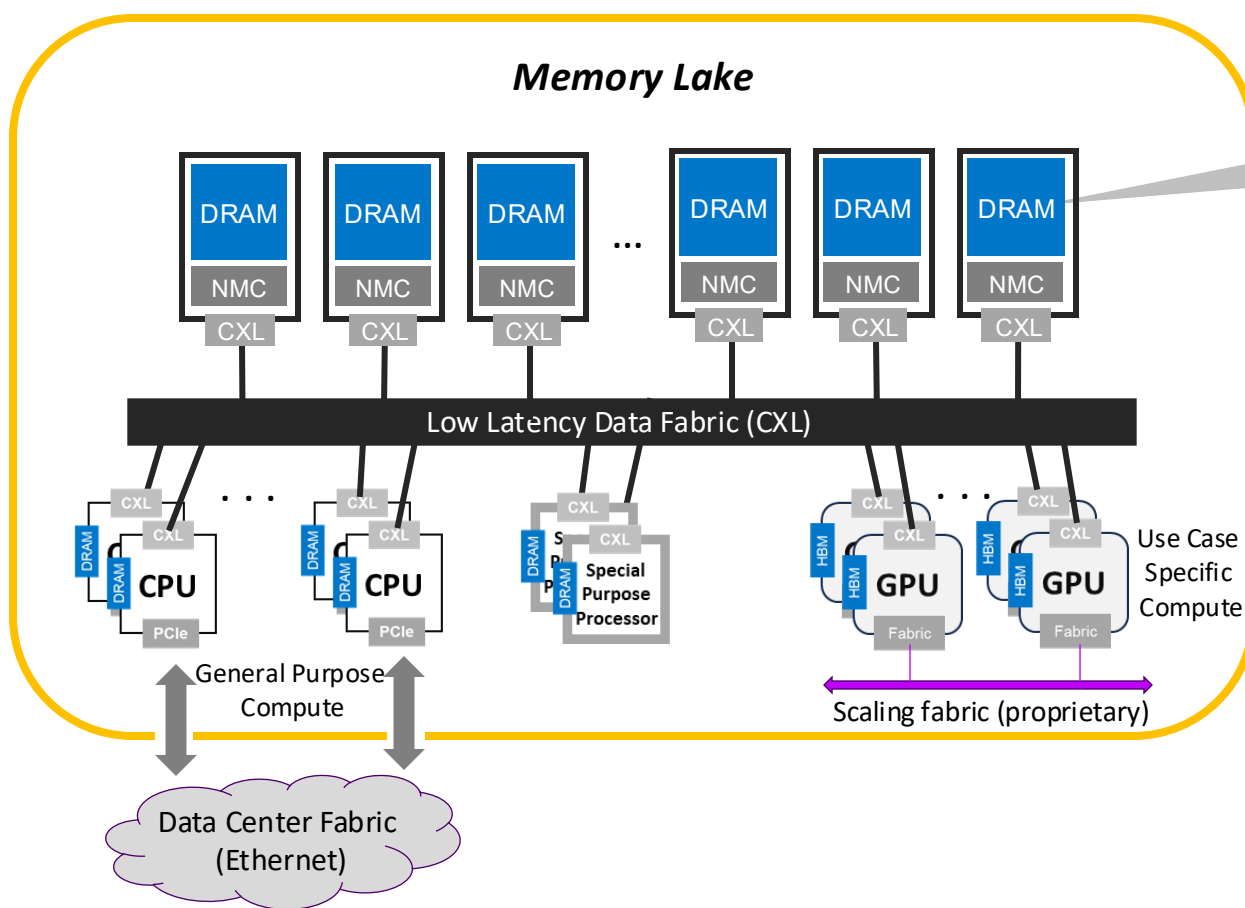 Memory Lake
DRAM
DRAM
DRAM
...
DRAM
DRAM
DRAM
NMC
NMC
NMC
NMC
NMC
NMC
CXL
CXL
CXL
CXL
CXL
CXL
Low Latency Data Fabric (CXL)
CXL
. . .
CXL
CXL
CXL
. . .
CXL
CXL
CXL
CXL
CXL
CXL
DRAM
DRAM
CPU
DRAM
DRAM
CPU
DRAM
DRAM
Special
Purpose
Processor
HBM
HBM
GPU
HBM
HBM
GPU
Use Case
Specific
Compute
PCIe
PCIe
Fabric
Fabric
General Purpose
Compute
Scaling fabric (proprietary)
Data Center Fabric
(Ethernet)